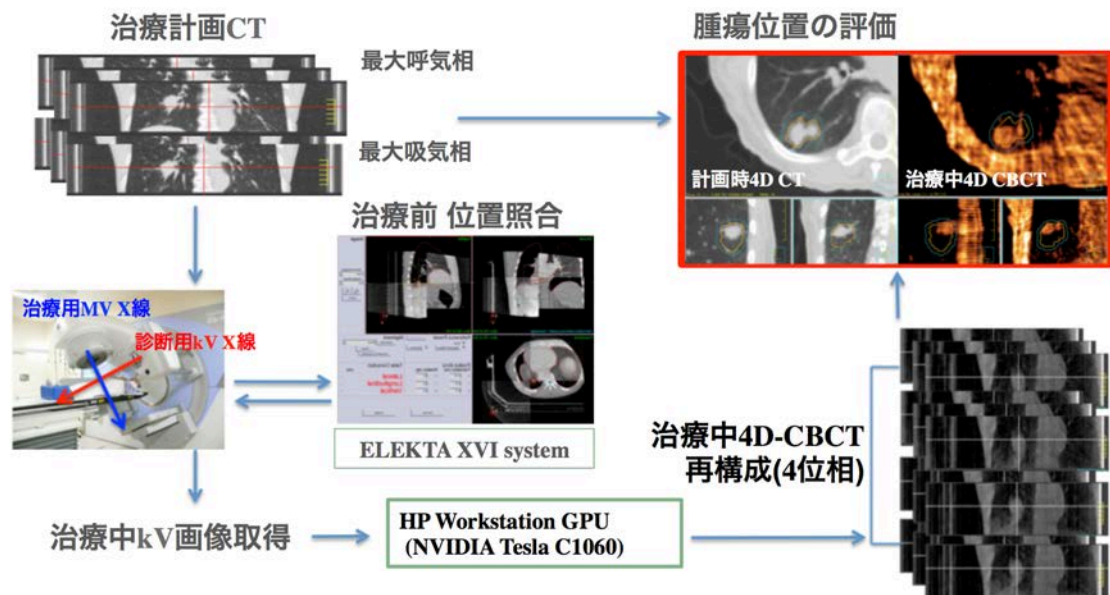 治療計画CT
最大呼気相
最大吸気相
腫瘍位置の評価
計画時4D CT
治療中4D CBCT
治療前 位置照合
治療用MV X線
診断用kV X線
ELEKTA XVI system
治療中4D-CBCT
再構成(4位相)
治療中kV画像取得
HP Workstation GPU
(NVIDIA Tesla C1060)